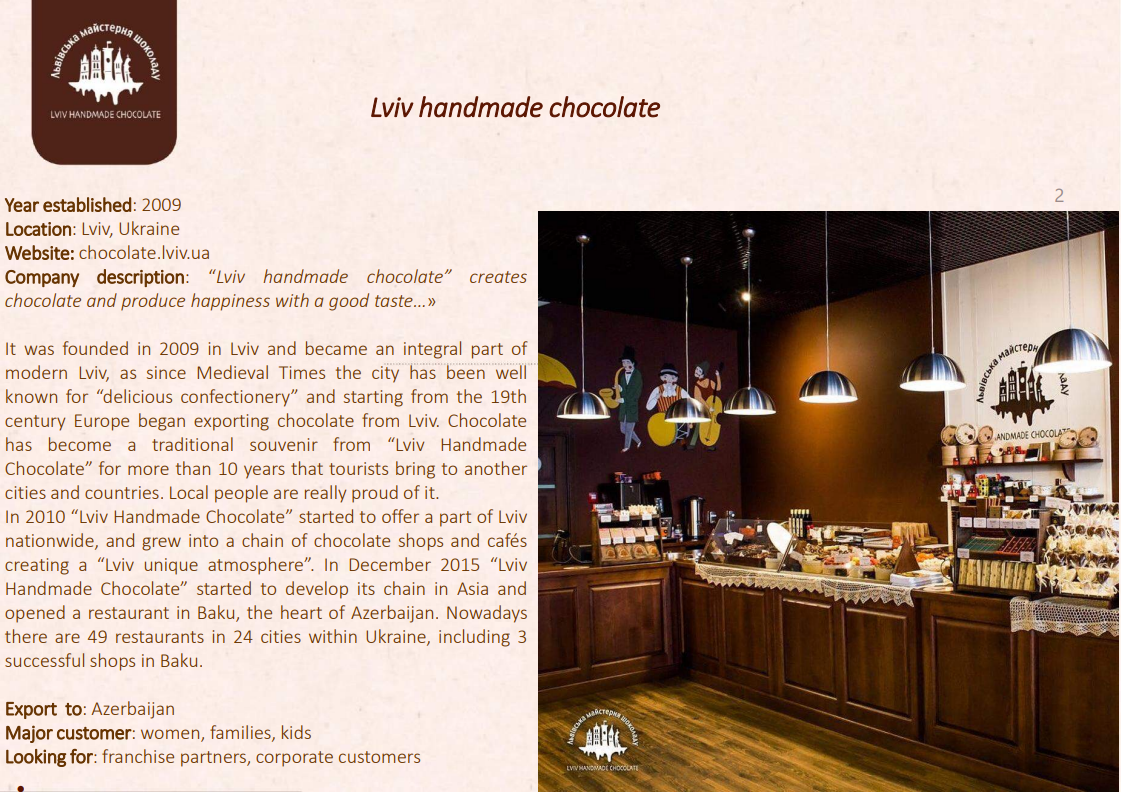 Львівська майстерня шоколаду
LVIV HANDMADE CHOCOLATE
Lviv handmade chocolate
2
Year established: 2009
Location: Lviv, Ukraine
Website: chocolate.lviv.ua
Company description: “Lviv handmade chocolate” creates
chocolate and produce happiness with a good taste…»
It was founded in 2009 in Lviv and became an integral part of
modern Lviv, as since Medieval Times the city has been well
known for “delicious confectionery” and starting from the 19th
century Europe began exporting chocolate from Lviv. Chocolate
has become a traditional souvenir from “Lviv Handmade
Chocolate” for more than 10 years that tourists bring to another
cities and countries. Local people are really proud of it.
In 2010 “Lviv Handmade Chocolate” started to offer a part of Lviv
nationwide, and grew into a chain of chocolate shops and cafés
creating a “Lviv unique atmosphere”. In December 2015 “Lviv
Handmade Chocolate” started to develop its chain in Asia and
opened a restaurant in Baku, the heart of Azerbaijan. Nowadays
there are 49 restaurants in 24 cities within Ukraine, including 3
successful shops in Baku.
Export to: Azerbaijan
Major customer: women, families, kids
Looking for: franchise partners, corporate customers
Львівська майстерн
ладу
ANDMADE CHOCOLATE
Львівська майстерня шоколаду
LVIV HANDMADE CHOCOLATE